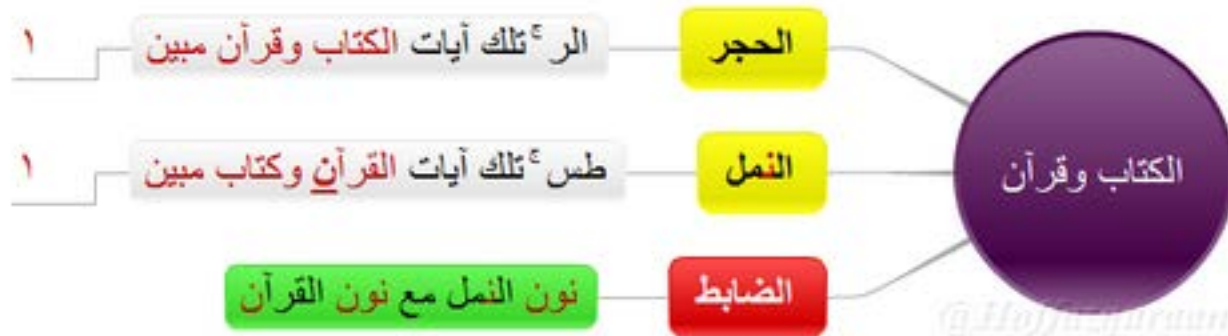 الكتاب وقرآن
الحجر
الر ۚ تلك آيات الكتاب وقرآن مبين
١
النمل
طس ۚ تلك آيات القرآن وكتاب مبين
١
الضابط
نون النمل مع نون القرآن